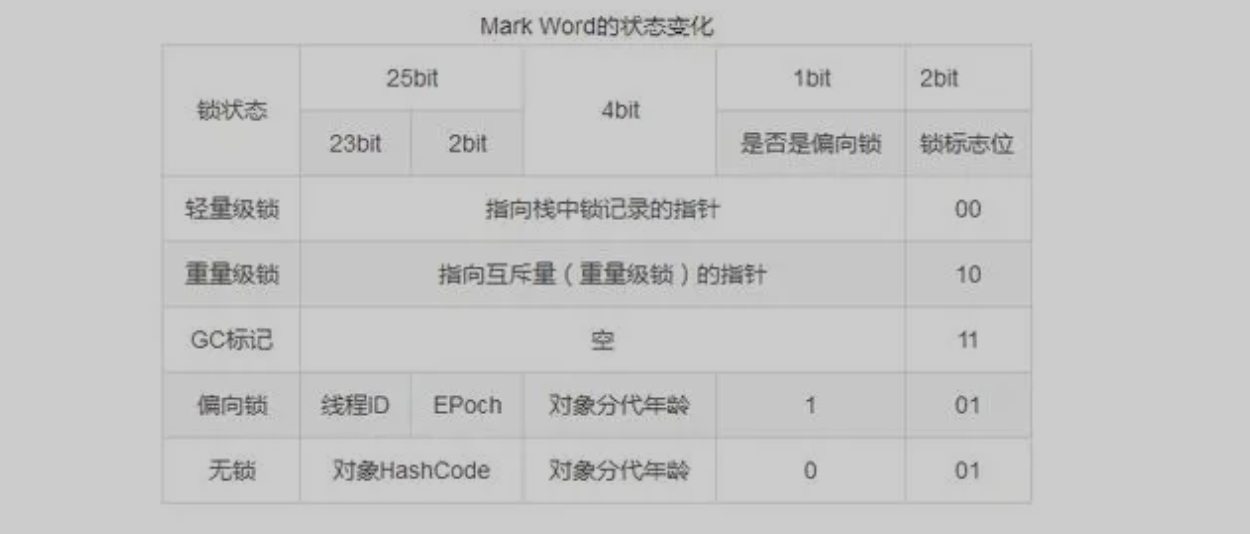 Mark Word的状态变化
锁状态 25bit 4bit 1bit 2bit
23bit 2bit 是否是偏向锁 锁标志位
轻量级锁 指向栈中锁记录的指针 00
重量级锁 指向互斥量（重量级锁）的指针 10
GC标记 空 11
偏向锁 线程ID EPoch 对象分代年龄 1 01
无锁 对象HashCode 对象分代年龄 0 01